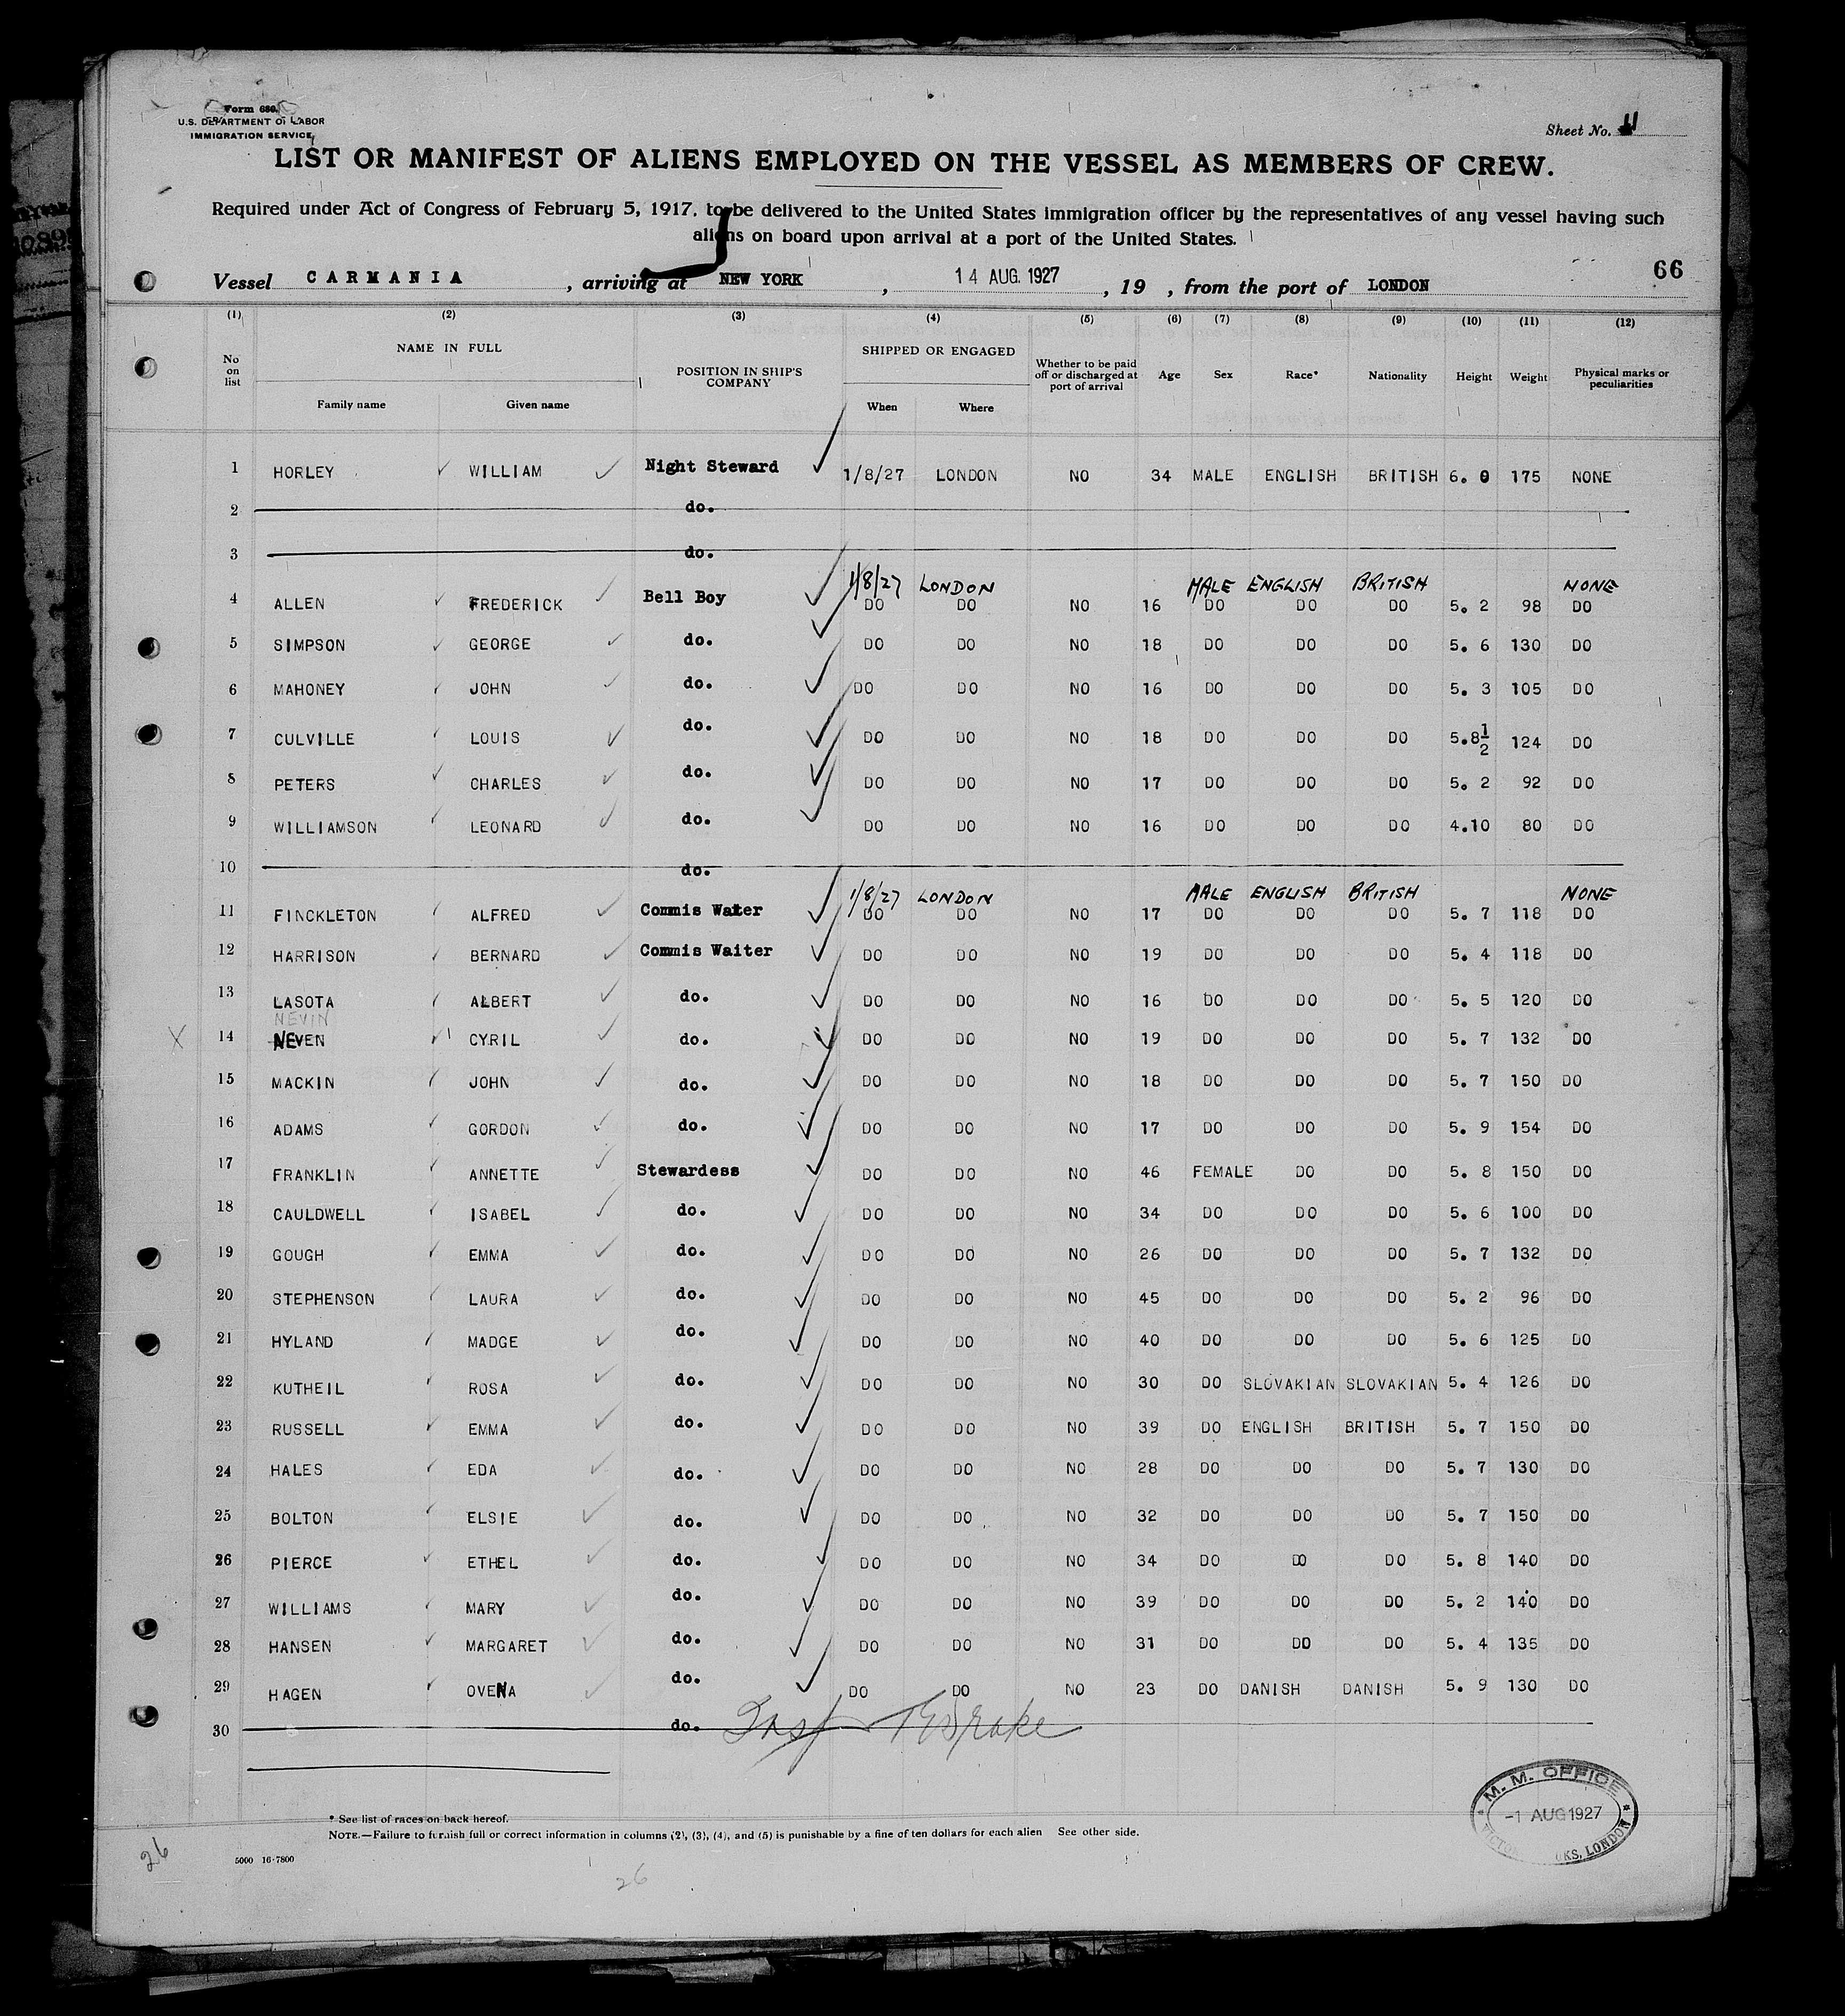 Form 680
U.S. DEPARTMENT OF LABOR
IMMIGRATION SERVICE
Sheet No. 11
LIST OR MANIFEST OF ALIENS EMPLOYED ON THE VESSEL AS MEMBERS OF CREW.
Required under Act of Congress of February 5, 1917, to be delivered to the United States immigration officer by the representatives of any vessel having such
aliens on board upon arrival at a port of the United States.
66
Vessel CARMANIA, arriving at NEW YORK, 14 AUG. 1927, 19 , from the port of LONDON
(1) (2) (3) (4) (5) (6) (7) (8) (9) (10) (11) (12)
No on list NAME IN FULL POSITION IN SHIP'S COMPANY SHIPPED OR ENGAGED Whether to be paid off or discharged at port of arrival Age Sex Race* Nationality Height Weight Physical marks or peculiarities
Family name Given name When Where
1 HORLEY WILLIAM Night Steward 1/8/27 LONDON NO 34 MALE ENGLISH BRITISH 6. 0 175 NONE
2 do.
3 do.
1/8/27 LONDON MALE ENGLISH BRITISH NONE
4 ALLEN FREDERICK Bell Boy DO DO NO 16 DO DO DO 5. 2 98 DO
5 SIMPSON GEORGE do. DO DO NO 18 DO DO DO 5. 6 130 DO
6 MAHONEY JOHN do. DO DO NO 16 DO DO DO 5. 3 105 DO
7 CULVILLE LOUIS do. DO DO NO 18 DO DO DO 5.8½ 124 DO
8 PETERS CHARLES do. DO DO NO 17 DO DO DO 5. 2 92 DO
9 WILLIAMSON LEONARD do. DO DO NO 16 DO DO DO 4.10 80 DO
10 do.
1/8/27 LONDON MALE ENGLISH BRITISH NONE
11 FINCKLETON ALFRED Commis Water DO DO NO 17 DO DO DO 5. 7 118 DO
12 HARRISON BERNARD Commis Waiter DO DO NO 19 DO DO DO 5. 4 118 DO
13 LASOTA ALBERT do. DO DO NO 16 DO DO DO 5. 5 120 DO
NEVIN
X 14 NEVEN CYRIL do. DO DO NO 19 DO DO DO 5. 7 132 DO
15 MACKIN JOHN do. DO DO NO 18 DO DO DO 5. 7 150 DO
16 ADAMS GORDON do. DO DO NO 17 DO DO DO 5. 9 154 DO
17 FRANKLIN ANNETTE Stewardess DO DO NO 46 FEMALE DO DO 5. 8 150 DO
18 CAULDWELL ISABEL do. DO DO NO 34 DO DO DO 5. 6 100 DO
19 GOUGH EMMA do. DO DO NO 26 DO DO DO 5. 7 132 DO
20 STEPHENSON LAURA do. DO DO NO 45 DO DO DO 5. 2 96 DO
21 HYLAND MADGE do. DO DO NO 40 DO DO DO 5. 6 125 DO
22 KUTHEIL ROSA do. DO DO NO 30 DO SLOVAKIAN SLOVAKIAN 5. 4 126 DO
23 RUSSELL EMMA do. DO DO NO 39 DO ENGLISH BRITISH 5. 7 150 DO
24 HALES EDA do. DO DO NO 28 DO DO DO 5. 7 130 DO
25 BOLTON ELSIE do. DO DO NO 32 DO DO DO 5. 7 150 DO
26 PIERCE ETHEL do. DO DO NO 34 DO DO DO 5. 8 140 DO
27 WILLIAMS MARY do. DO DO NO 39 DO DO DO 5. 2 140 DO
28 HANSEN MARGARET do. DO DO NO 31 DO DO DO 5. 4 135 DO
29 HAGEN OVENA do. DO DO NO 23 DO DANISH DANISH 5. 9 130 DO
30 do.
* See list of races on back hereof.
NOTE.—Failure to furnish full or correct information in columns (2), (3), (4), and (5) is punishable by a fine of ten dollars for each alien See other side.
5000 16-7800
26
26
M. M. OFFICE
-1 AUG 1927
LONDON